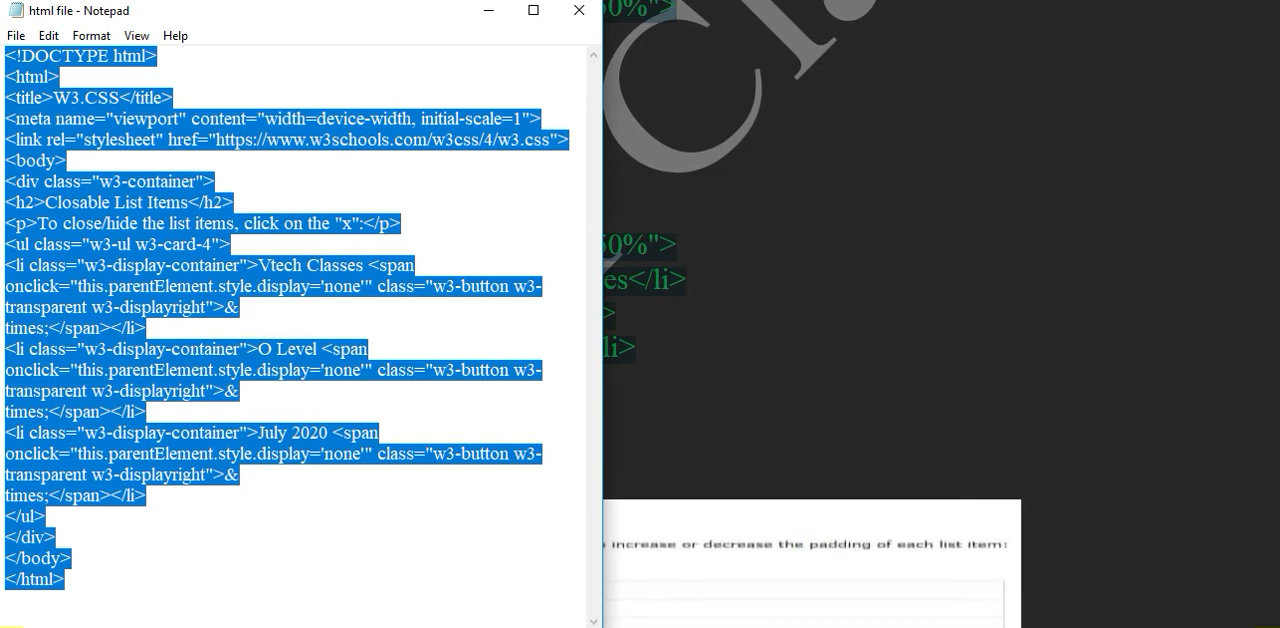 html file - Notepad
File Edit Format View Help
<!DOCTYPE html>
<html>
<title>W3.CSS</title>
<meta name="viewport" content="width=device-width, initial-scale=1">
<link rel="stylesheet" href="https://www.w3schools.com/w3css/4/w3.css">
<body>
<div class="w3-container">
<h2>Closable List Items</h2>
<p>To close/hide the list items, click on the "x":</p>
<ul class="w3-ul w3-card-4">
<li class="w3-display-container">Vtech Classes <span
onclick="this.parentElement.style.display='none'" class="w3-button w3-
transparent w3-displayright">&
times;</span></li>
<li class="w3-display-container">O Level <span
onclick="this.parentElement.style.display='none'" class="w3-button w3-
transparent w3-displayright">&
times;</span></li>
<li class="w3-display-container">July 2020 <span
onclick="this.parentElement.style.display='none'" class="w3-button w3-
transparent w3-displayright">&
times;</span></li>
</ul>
</div>
</body>
</html>
50%">
50%">
es</li>
>
li>
increase or decrease the padding of each list item: